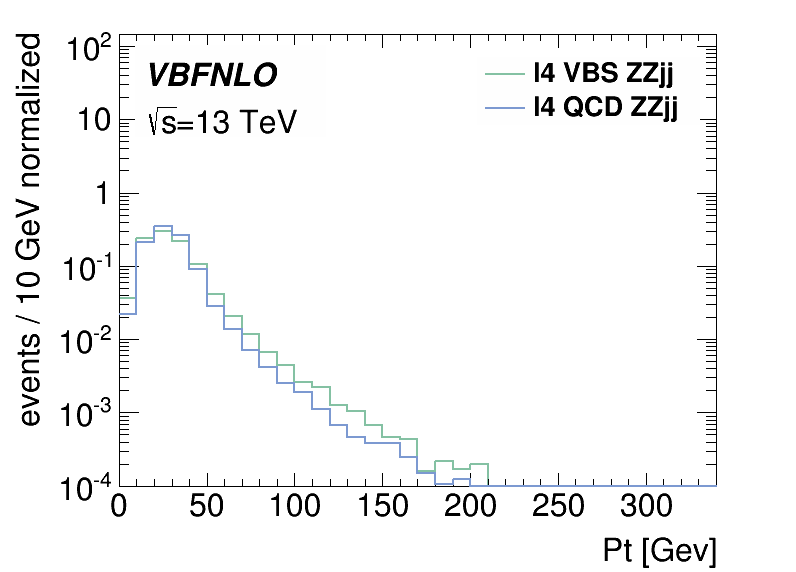 VBFNLO
√s=13 TeV
l4 VBS ZZjj
l4 QCD ZZjj
events / 10 GeV normalized
10²
10
1
10⁻¹
10⁻²
10⁻³
10⁻⁴
0 50 100 150 200 250 300
Pt [Gev]